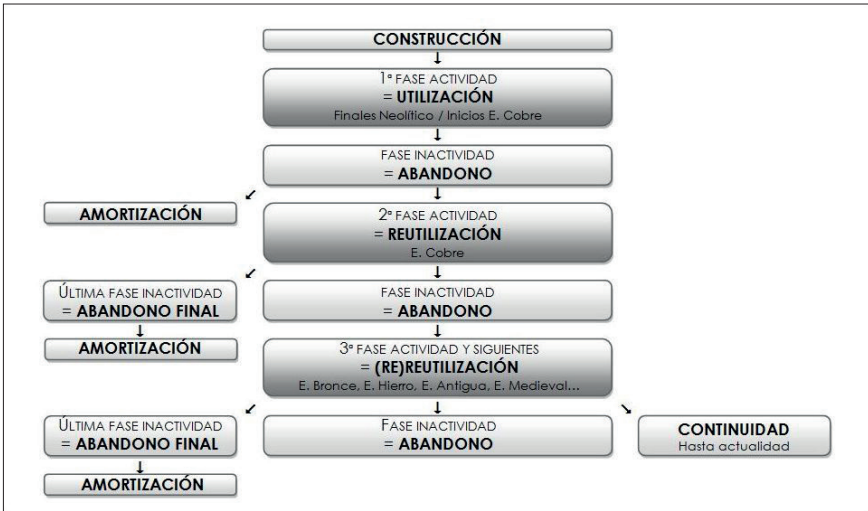 CONSTRUCCIÓN
↓
1ª FASE ACTIVIDAD
= UTILIZACIÓN
Finales Neolítico / Inicios E. Cobre
↓
FASE INACTIVIDAD
= ABANDONO
↙ ↓
AMORTIZACIÓN
2ª FASE ACTIVIDAD
= REUTILIZACIÓN
E. Cobre
↙ ↓
ÚLTIMA FASE INACTIVIDAD
= ABANDONO FINAL
↓
AMORTIZACIÓN
FASE INACTIVIDAD
= ABANDONO
↓
3ª FASE ACTIVIDAD Y SIGUIENTES
= (RE)REUTILIZACIÓN
E. Bronce, E. Hierro, E. Antigua, E. Medieval...
↙ ↓ ↘
ÚLTIMA FASE INACTIVIDAD
= ABANDONO FINAL
↓
AMORTIZACIÓN
FASE INACTIVIDAD
= ABANDONO
CONTINUIDAD
Hasta actualidad